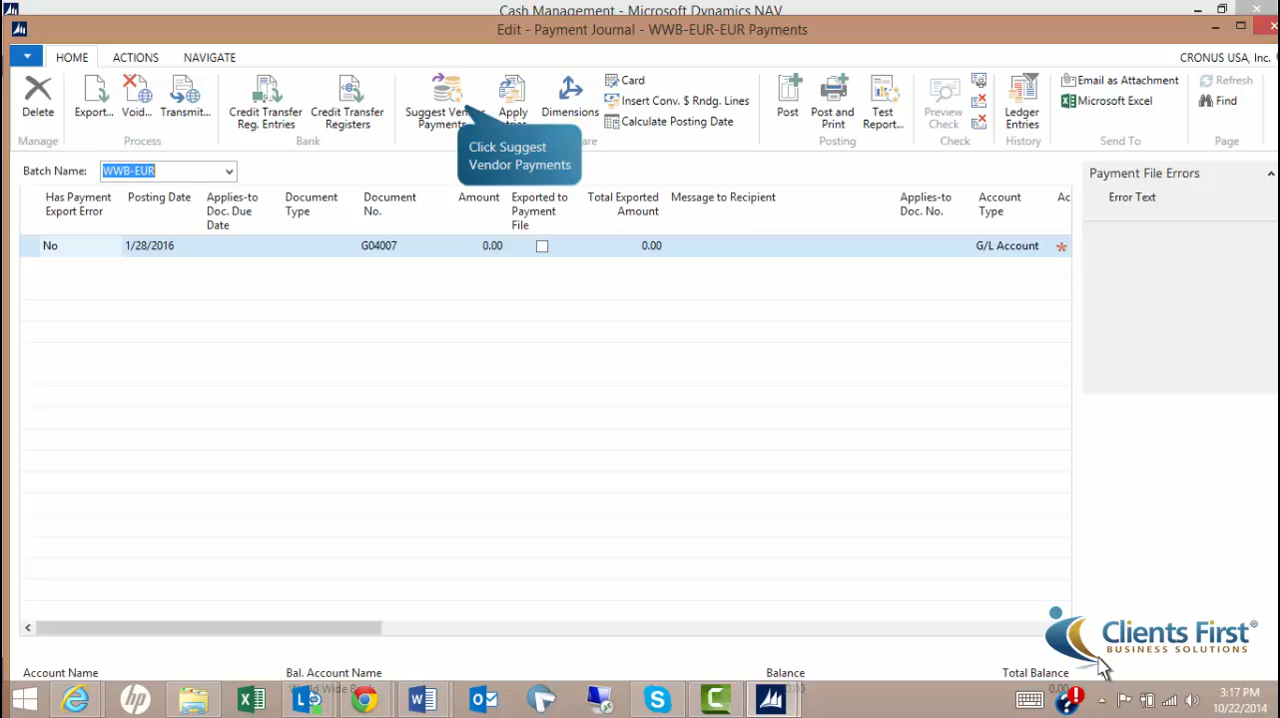 Cash Management - Microsoft Dynamics NAV
Edit - Payment Journal - WWB-EUR-EUR Payments
HOME ACTIONS NAVIGATE CRONUS USA, Inc.
Delete
Manage
Export... Void... Transmit...
Process
Credit Transfer Reg. Entries
Credit Transfer Registers
Bank
Suggest
Payments
Apply
Dimensions
Card
Insert Conv. $ Rndg. Lines
Calculate Posting Date
Click Suggest
Vendor Payments
Post
Post and Print
Test Report...
Posting
Preview Check
Check
Ledger Entries
History
Email as Attachment
Microsoft Excel
Send To
Refresh
Find
Page
Batch Name: WWB-EUR
Has Payment Export Error
Posting Date
Applies-to Doc. Due Date
Document Type
Document No.
Amount
Exported to Payment File
Total Exported Amount
Message to Recipient
Applies-to Doc. No.
Account Type
Ac
No 1/28/2016 G04007 0.00 0.00 G/L Account *
Payment File Errors
Error Text
Clients First®
BUSINESS SOLUTIONS
Account Name Bal. Account Name Balance Total Balance
3:17 PM
10/22/2014